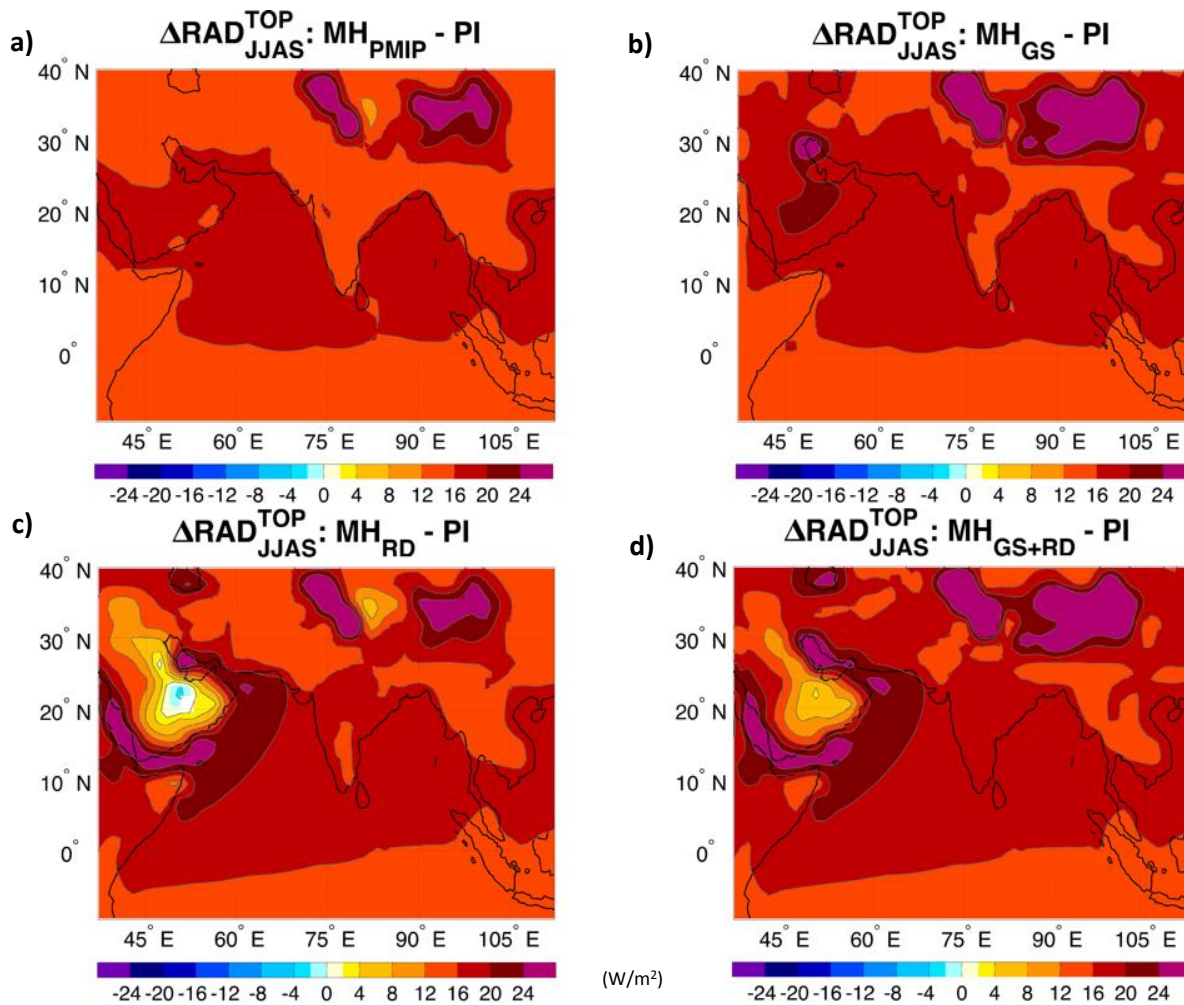 a)
ΔRAD^TOP_JJAS: MH_PMIP - PI
40° N
30° N
20° N
10° N
0°
45° E 60° E 75° E 90° E 105° E
-24 -20 -16 -12 -8 -4 0 4 8 12 16 20 24
b)
ΔRAD^TOP_JJAS: MH_GS - PI
40° N
30° N
20° N
10° N
0°
45° E 60° E 75° E 90° E 105° E
-24 -20 -16 -12 -8 -4 0 4 8 12 16 20 24
c)
ΔRAD^TOP_JJAS: MH_RD - PI
40° N
30° N
20° N
10° N
0°
45° E 60° E 75° E 90° E 105° E
-24 -20 -16 -12 -8 -4 0 4 8 12 16 20 24
d)
ΔRAD^TOP_JJAS: MH_GS+RD - PI
40° N
30° N
20° N
10° N
0°
45° E 60° E 75° E 90° E 105° E
-24 -20 -16 -12 -8 -4 0 4 8 12 16 20 24
(W/m²)